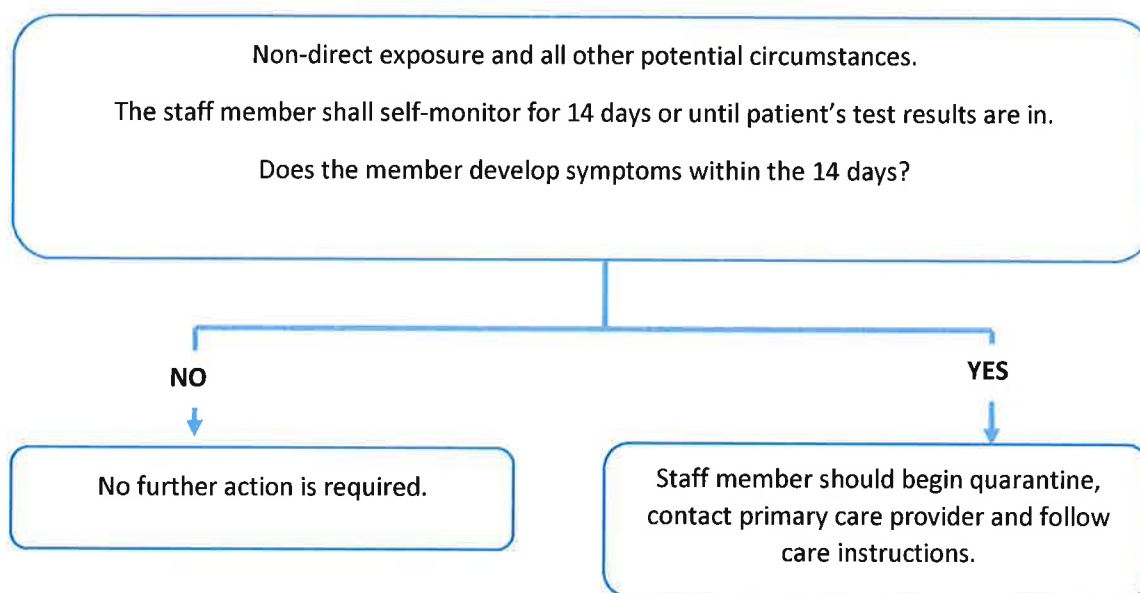 Non-direct exposure and all other potential circumstances.
The staff member shall self-monitor for 14 days or until patient's test results are in.
Does the member develop symptoms within the 14 days?
NO
YES
No further action is required.
Staff member should begin quarantine,
contact primary care provider and follow
care instructions.